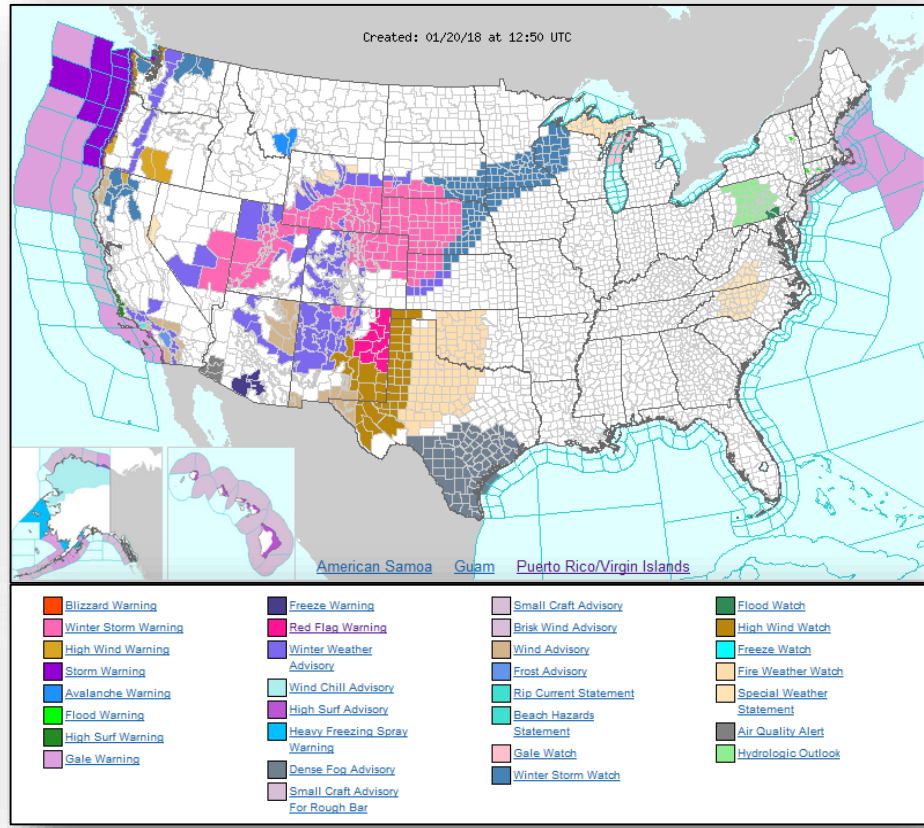 Created: 01/20/18 at 12:50 UTC
American Samoa Guam Puerto Rico/Virgin Islands
Blizzard Warning
Winter Storm Warning
High Wind Warning
Storm Warning
Avalanche Warning
Flood Warning
High Surf Warning
Gale Warning
Freeze Warning
Red Flag Warning
Winter Weather
Advisory
Wind Chill Advisory
High Surf Advisory
Heavy Freezing Spray
Warning
Dense Fog Advisory
Small Craft Advisory
For Rough Bar
Small Craft Advisory
Brisk Wind Advisory
Wind Advisory
Frost Advisory
Rip Current Statement
Beach Hazards
Statement
Gale Watch
Winter Storm Watch
Flood Watch
High Wind Watch
Freeze Watch
Fire Weather Watch
Special Weather
Statement
Air Quality Alert
Hydrologic Outlook